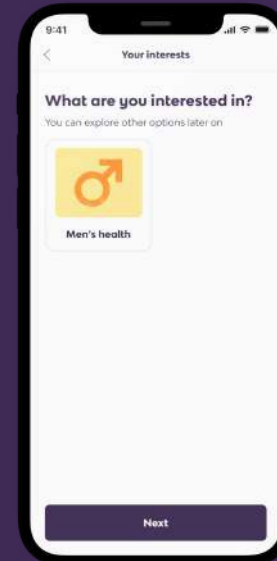 9:41
Your interests
What are you interested in?
You can explore other options later on
Men's health
Next